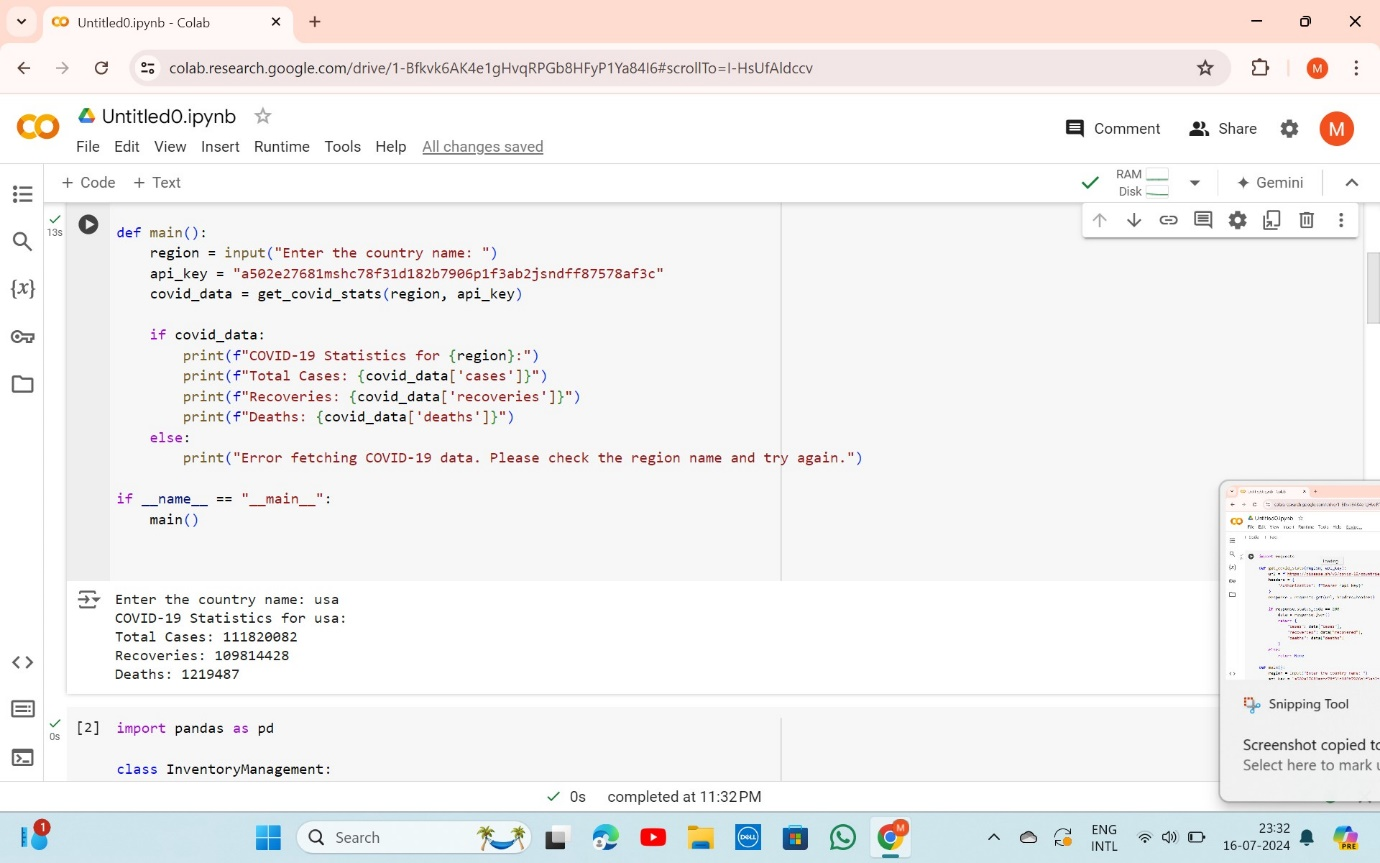 Untitled0.ipynb - Colab
colab.research.google.com/drive/1-Bfkvk6AK4e1gHvqRPGb8HFyP1Ya84I6#scrollTo=I-HsUfAldccv
M
Untitled0.ipynb
File Edit View Insert Runtime Tools Help All changes saved
Comment Share M
+ Code + Text
RAM
Disk
Gemini
13s
def main():
    region = input("Enter the country name: ")
    api_key = "a502e27681mshc78f31d182b7906p1f3ab2jsndff87578af3c"
    covid_data = get_covid_stats(region, api_key)
    if covid_data:
        print(f"COVID-19 Statistics for {region}:")
        print(f"Total Cases: {covid_data['cases']}")
        print(f"Recoveries: {covid_data['recoveries']}")
        print(f"Deaths: {covid_data['deaths']}")
    else:
        print("Error fetching COVID-19 data. Please check the region name and try again.")
if __name__ == "__main__":
    main()
Enter the country name: usa
COVID-19 Statistics for usa:
Total Cases: 111820082
Recoveries: 109814428
Deaths: 1219487
0s
[2] import pandas as pd
class InventoryManagement:
Snipping Tool
Screenshot copied to
Select here to mark u
0s completed at 11:32 PM
1
Search
DELL
M
ENG
INTL
23:32
16-07-2024
PRE